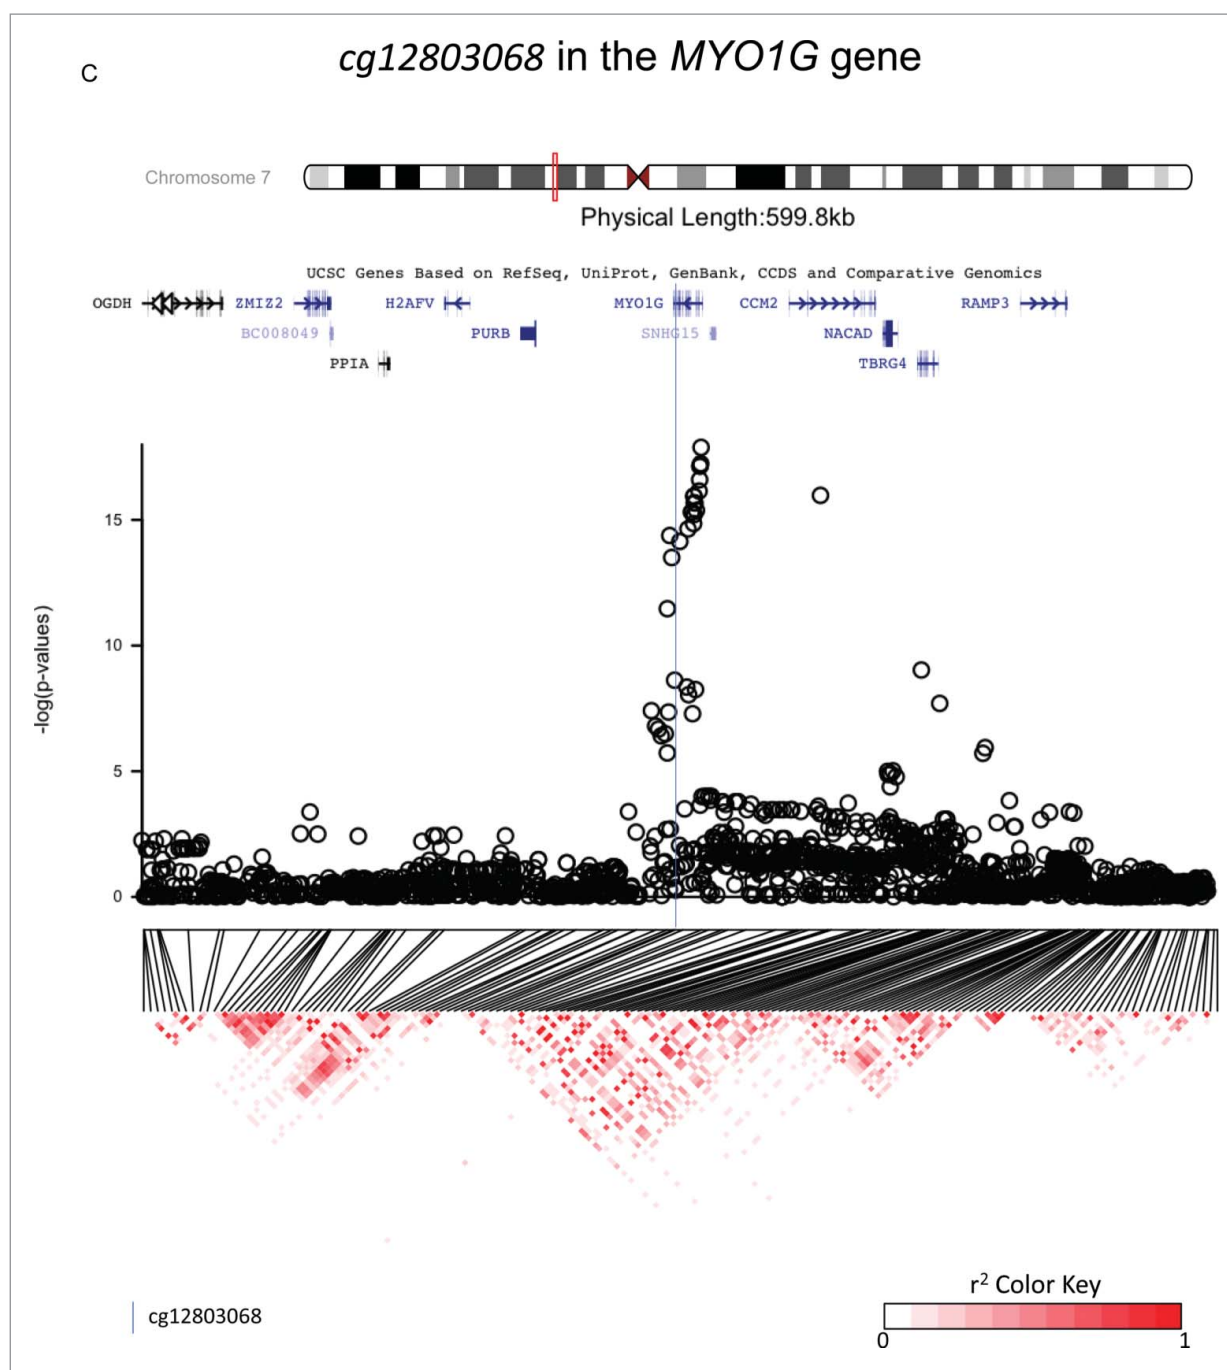 C
cg12803068 in the MYO1G gene
Chromosome 7
Physical Length:599.8kb
UCSC Genes Based on RefSeq, UniProt, GenBank, CCDS and Comparative Genomics
OGDH ZMIZ2 H2AFV MYO1G CCM2 RAMP3
BC008049 PURB SNHG15 NACAD
PPIA TBRG4
15
10
5
0
-log(p-values)
r² Color Key
0 1
cg12803068